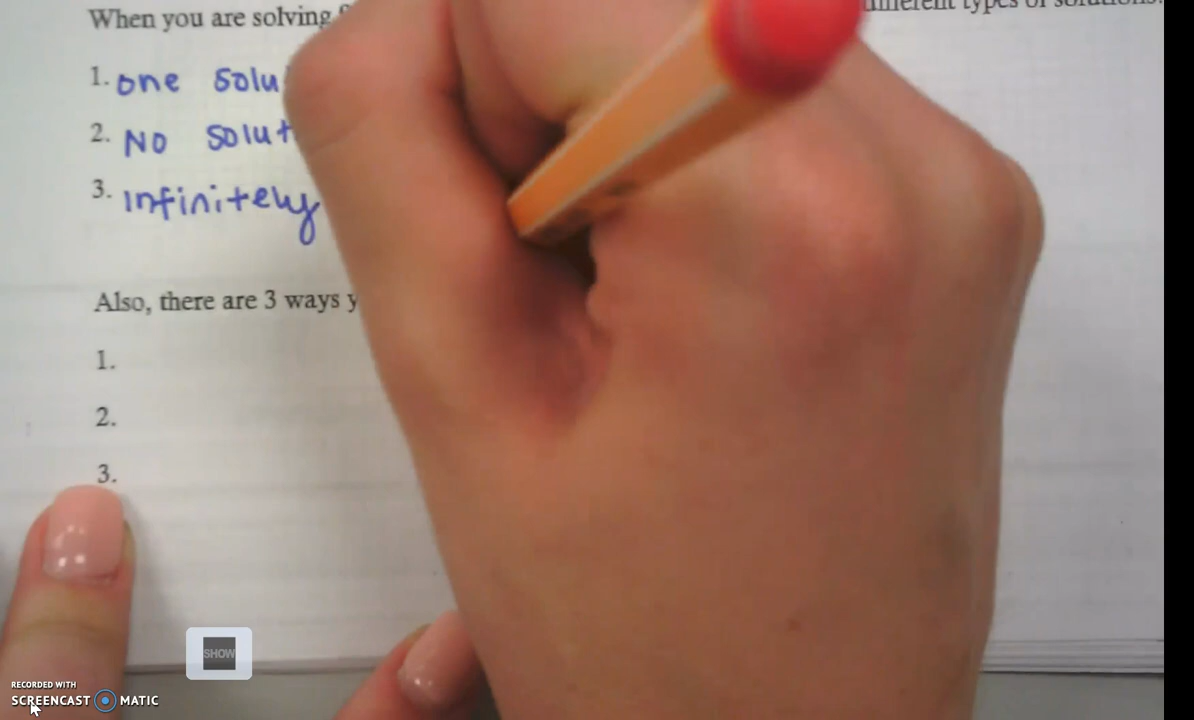 When you are solving different types of solutions.
1. one solu
2. No solut
3. Infinitely
Also, there are 3 ways y
1.
2.
3.
SHOW
RECORDED WITH
SCREENCAST MATIC